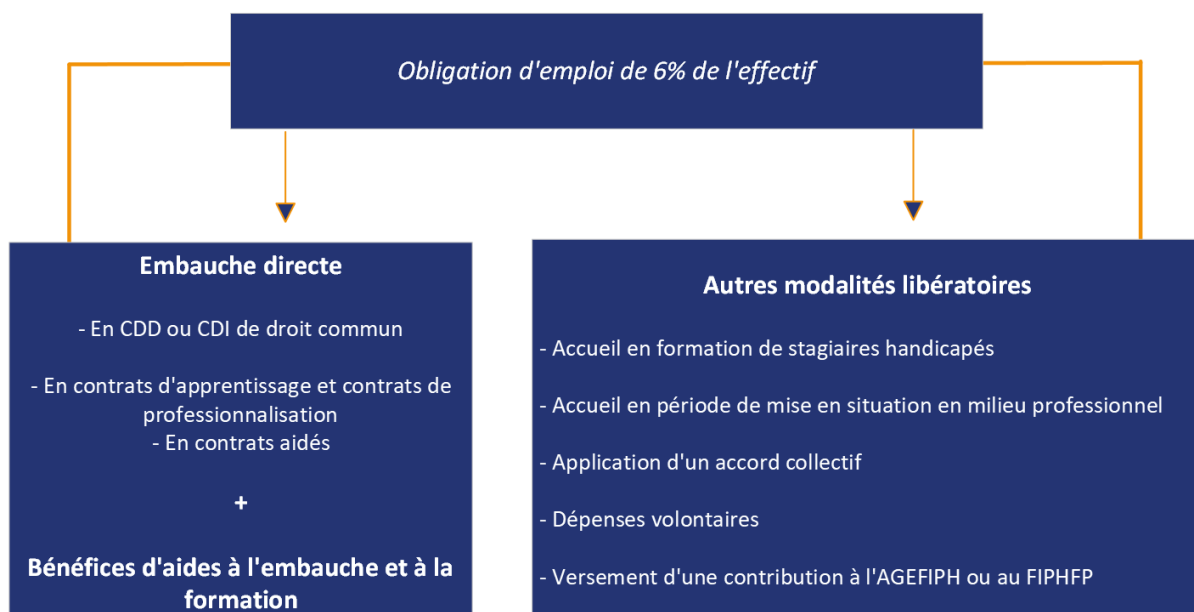 Obligation d'emploi de 6% de l'effectif
Embauche directe
- En CDD ou CDI de droit commun
- En contrats d'apprentissage et contrats de
professionnalisation
- En contrats aidés
+
Bénéfices d'aides à l'embauche et à la
formation
Autres modalités libératoires
- Accueil en formation de stagiaires handicapés
- Accueil en période de mise en situation en milieu professionnel
- Application d'un accord collectif
- Dépenses volontaires
- Versement d'une contribution à l'AGEFIPH ou au FIPHFP